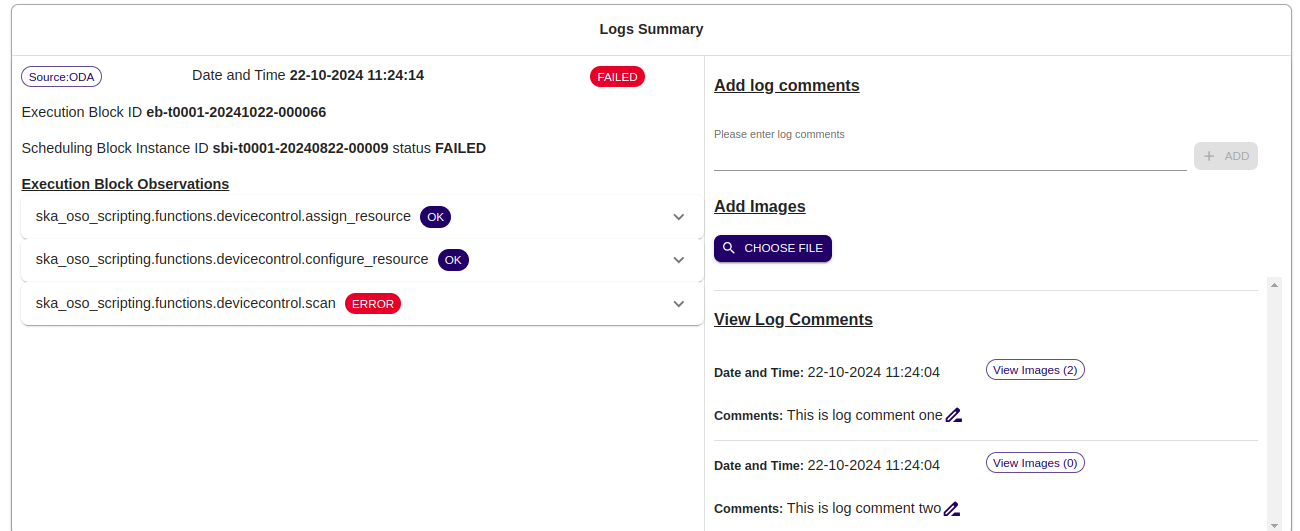 Logs Summary
Source:ODA
Date and Time 22-10-2024 11:24:14
FAILED
Execution Block ID eb-t0001-20241022-000066
Scheduling Block Instance ID sbi-t0001-20240822-00009 status FAILED
Execution Block Observations
ska_oso_scripting.functions.devicecontrol.assign_resource OK
ska_oso_scripting.functions.devicecontrol.configure_resource OK
ska_oso_scripting.functions.devicecontrol.scan ERROR
Add log comments
Please enter log comments
+ ADD
Add Images
CHOOSE FILE
View Log Comments
Date and Time: 22-10-2024 11:24:04
View Images (2)
Comments: This is log comment one
Date and Time: 22-10-2024 11:24:04
View Images (0)
Comments: This is log comment two